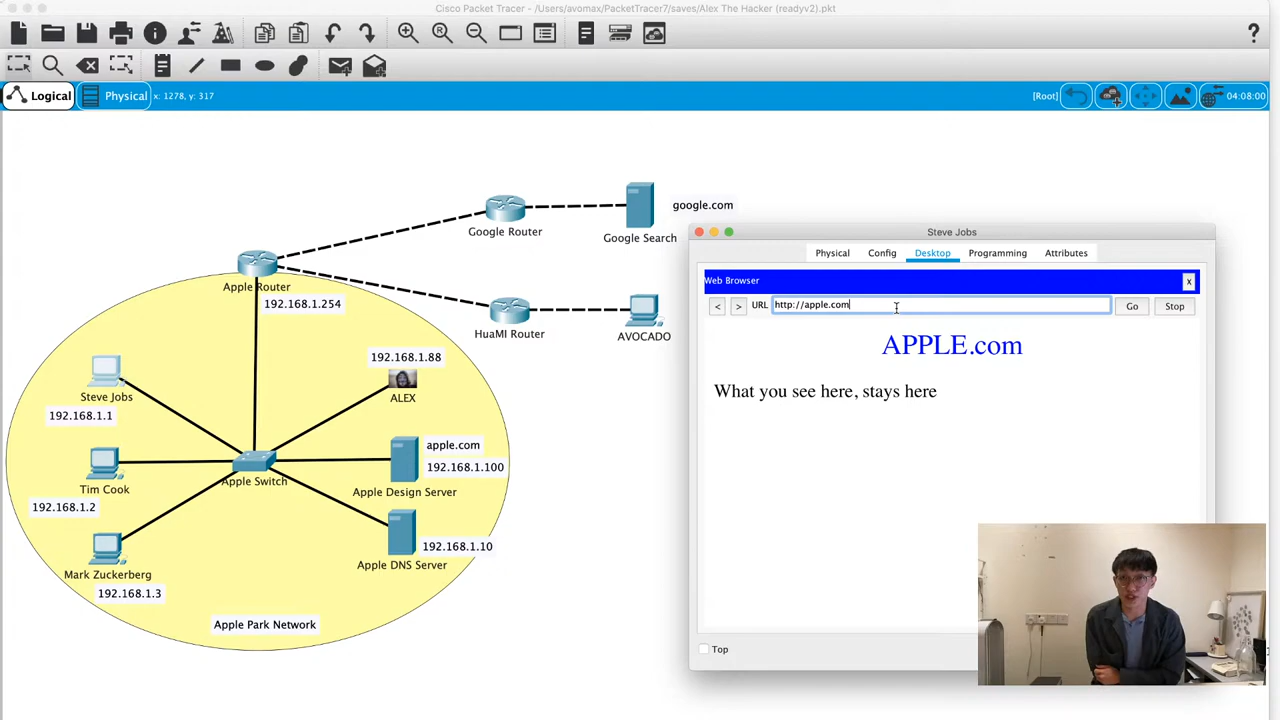 Cisco Packet Tracer - /Users/avomax/PacketTracer7/saves/Alex The Hacker (readyv2).pkt
Logical
Physical
x: 1278, y: 317
[Root]
04:08:00
google.com
Google Router
Google Search
Apple Router
192.168.1.254
HuaMI Router
AVOCADO
192.168.1.88
ALEX
Steve Jobs
192.168.1.1
apple.com
192.168.1.100
Apple Switch
Tim Cook
Apple Design Server
192.168.1.2
192.168.1.10
Apple DNS Server
Mark Zuckerberg
192.168.1.3
Apple Park Network
Steve Jobs
Physical
Config
Desktop
Programming
Attributes
Web Browser
x
<
>
URL
http://apple.com
Go
Stop
APPLE.com
What you see here, stays here
Top